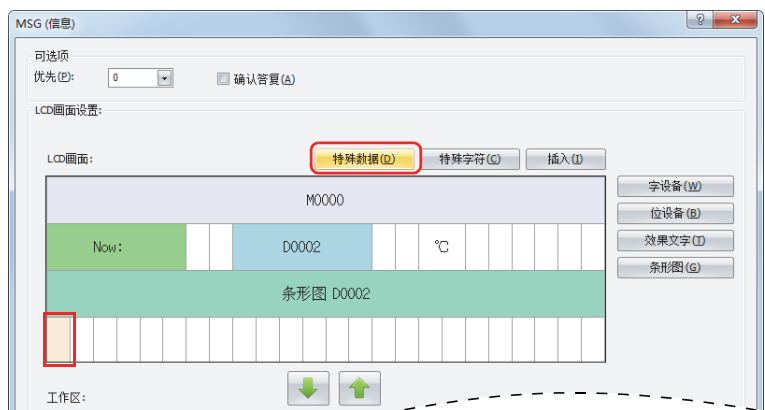 MSG (信息)
可选项
优先(P): 0 确认答复(A)
LCD画面设置:
LCD画面: 特殊数据(D) 特殊字符(C) 插入(I)
M0000 字设备(W)
位设备(B)
Now: D0002 ℃ 效果文字(T)
条形图 D0002 条形图(G)
工作区: